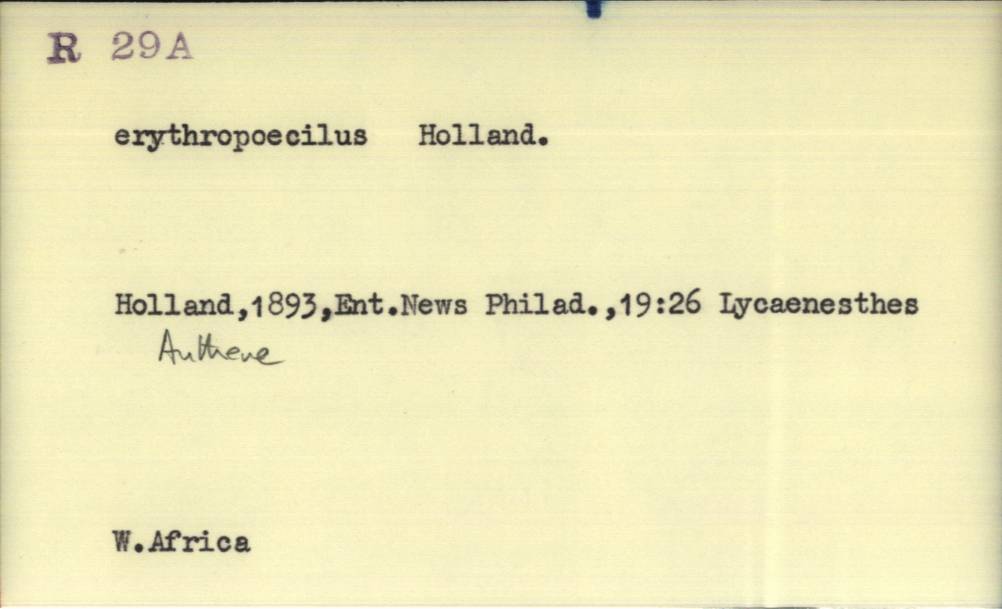 R 29A
erythropoecilus Holland.
Holland,1893,Ent.News Philad.,19:26 Lycaenesthes
Anthene
W.Africa